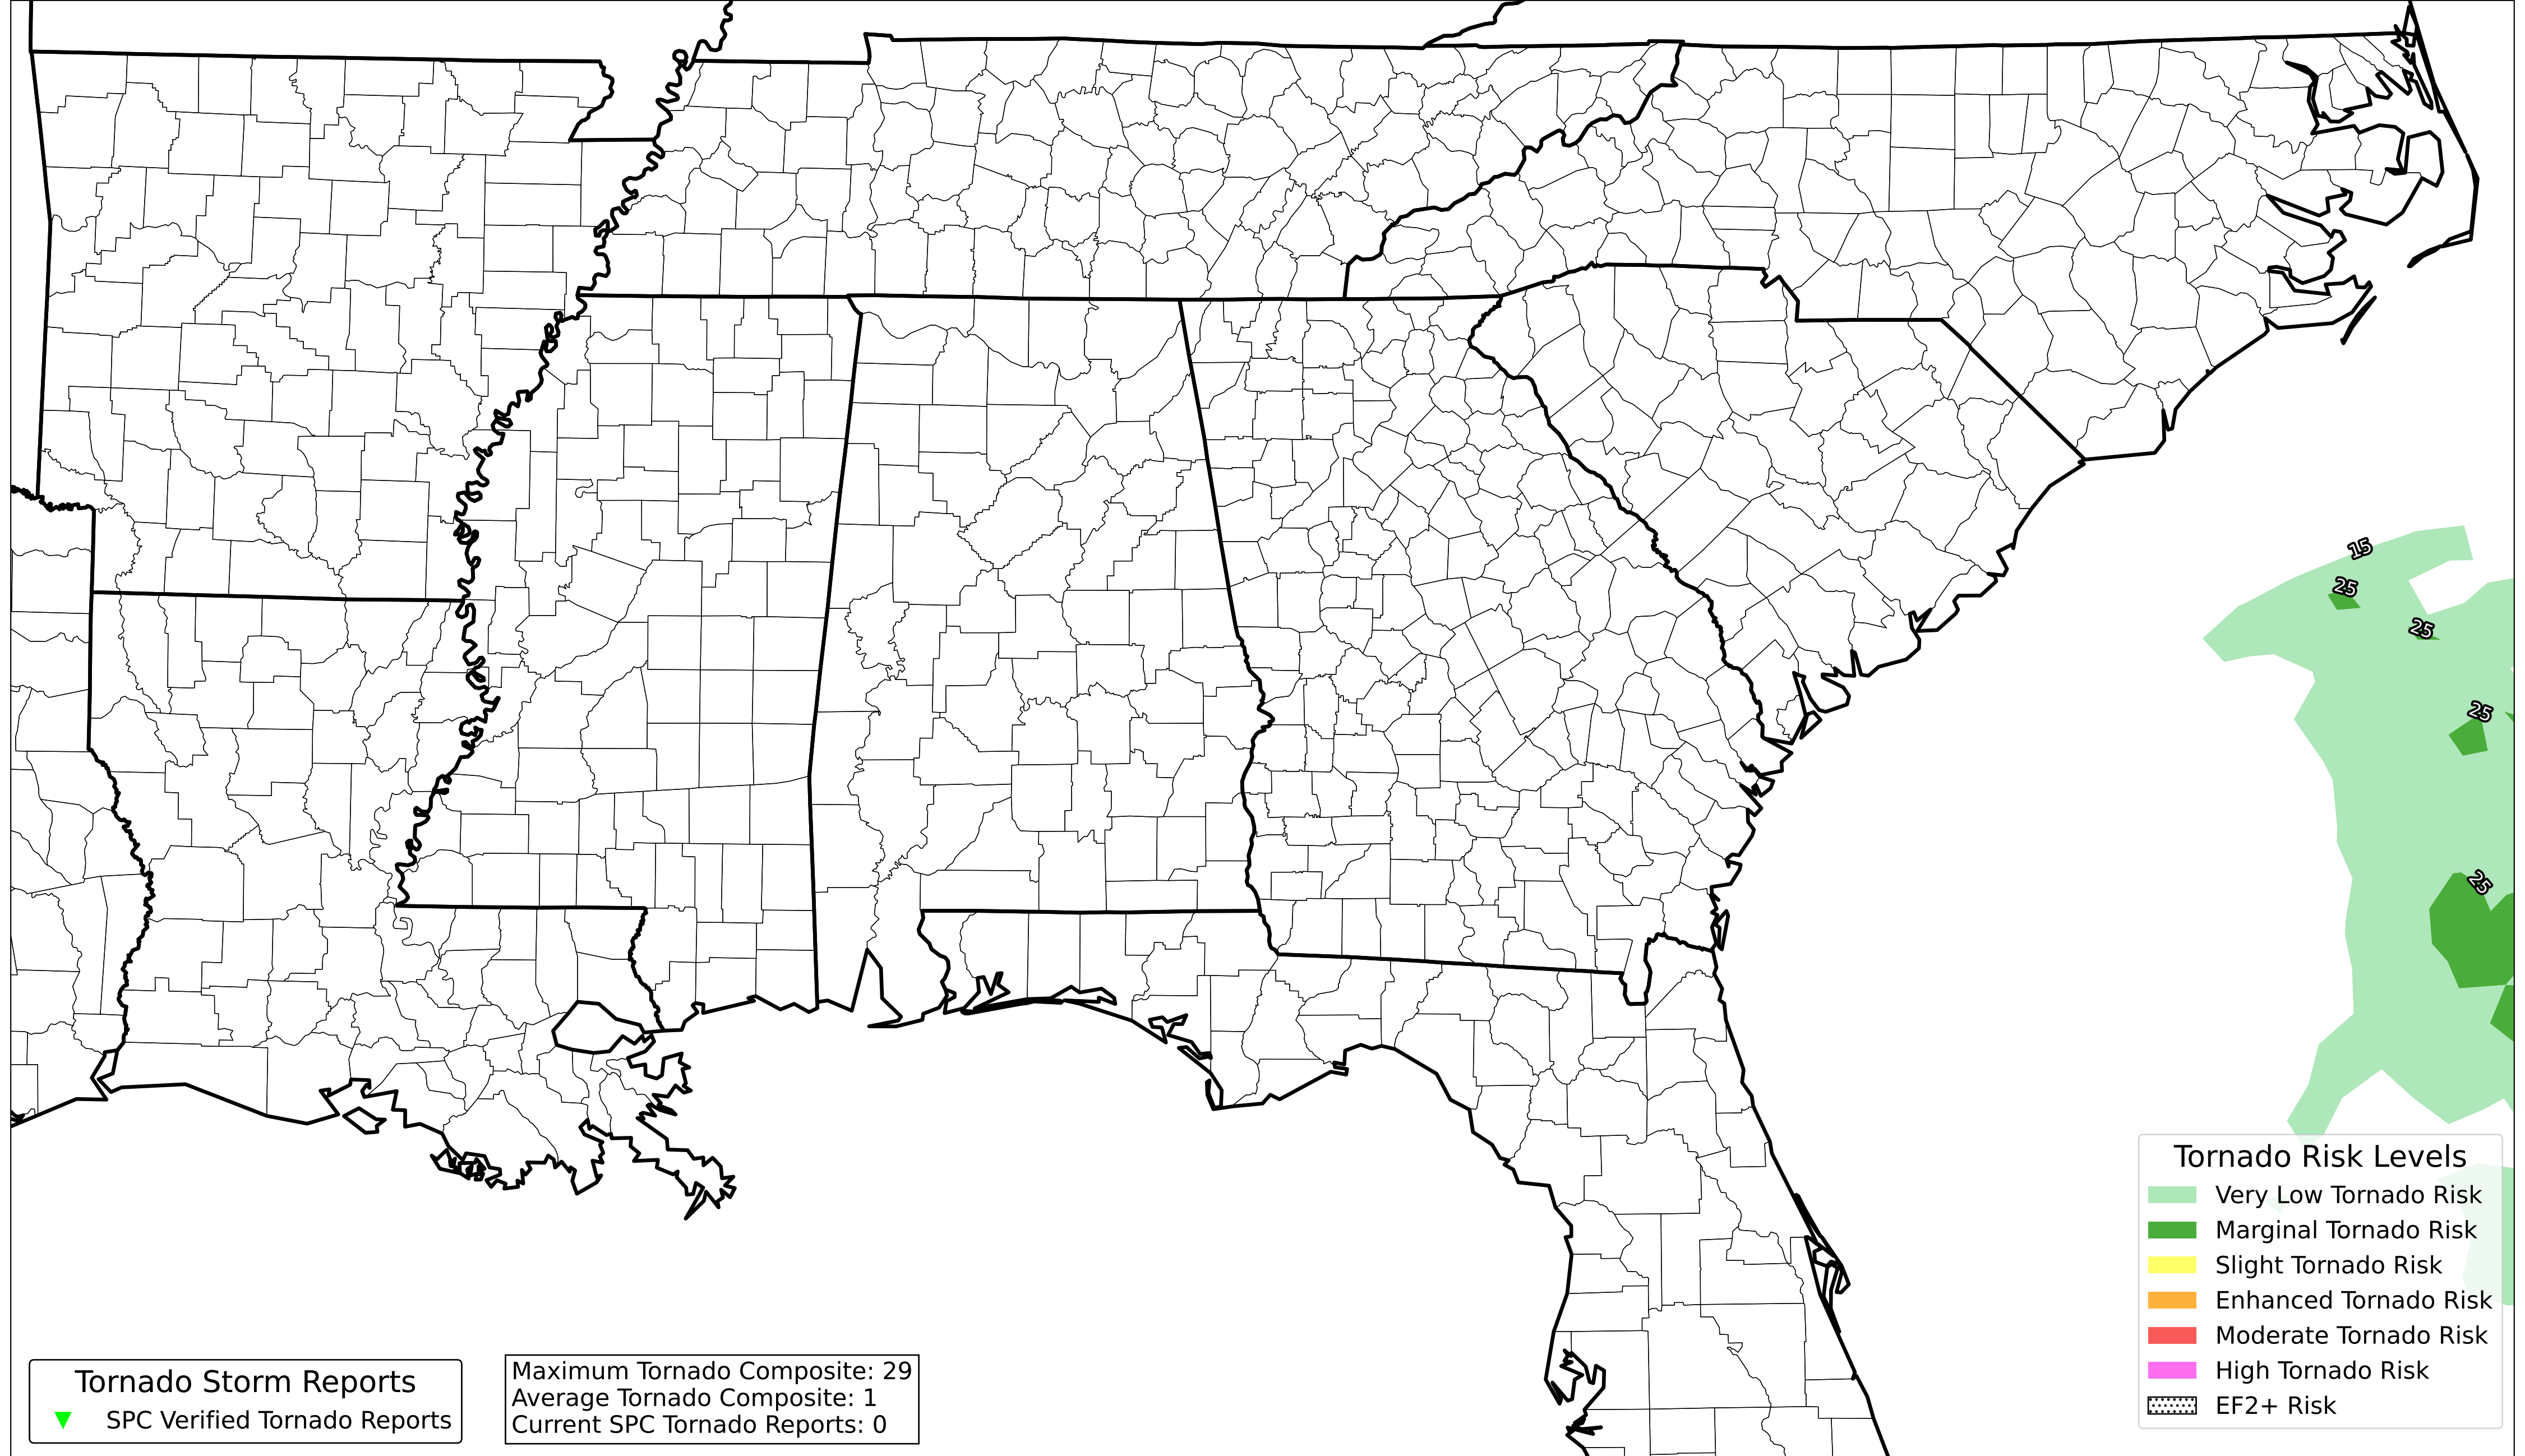 15
25
25
25
25
Tornado Risk Levels
Very Low Tornado Risk
Marginal Tornado Risk
Slight Tornado Risk
Enhanced Tornado Risk
Moderate Tornado Risk
High Tornado Risk
EF2+ Risk
Tornado Storm Reports
SPC Verified Tornado Reports
Maximum Tornado Composite: 29
Average Tornado Composite: 1
Current SPC Tornado Reports: 0